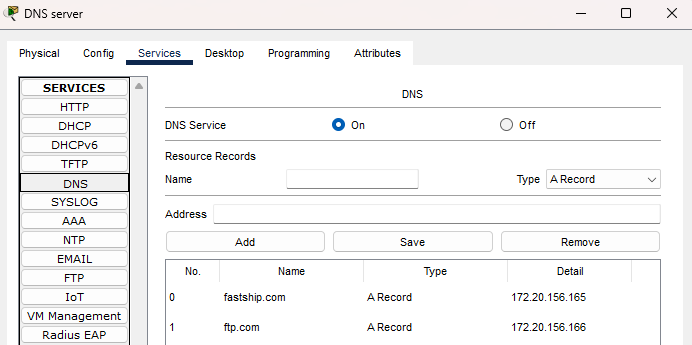 DNS server
Physical Config Services Desktop Programming Attributes
SERVICES
HTTP
DHCP
DHCPv6
TFTP
DNS
SYSLOG
AAA
NTP
EMAIL
FTP
IoT
VM Management
Radius EAP
DNS
DNS Service On Off
Resource Records
Name Type A Record
Address
Add Save Remove
No. Name Type Detail
0 fastship.com A Record 172.20.156.165
1 ftp.com A Record 172.20.156.166